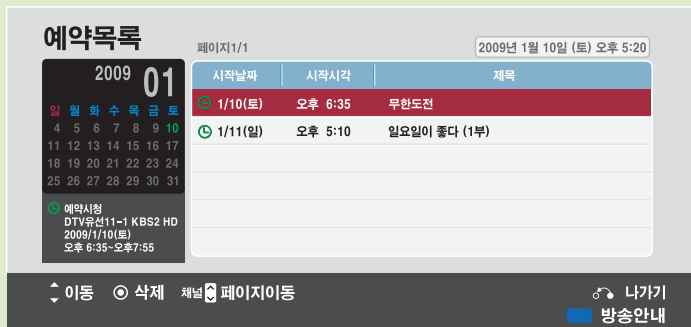 예약목록
페이지1/1
2009년 1월 10일 (토) 오후 5:20
2009 01
일 월 화 수 목 금 토
4 5 6 7 8 9 10
11 12 13 14 15 16 17
18 19 20 21 22 23 24
25 26 27 28 29 30 31
예약시청
DTV유선11-1 KBS2 HD
2009/1/10(토)
오후 6:35~오후7:55
시작날짜 시작시각 제목
1/10(토) 오후 6:35 무한도전
1/11(일) 오후 5:10 일요일이 좋다 (1부)
이동 삭제 채널 페이지이동
나가기
방송안내